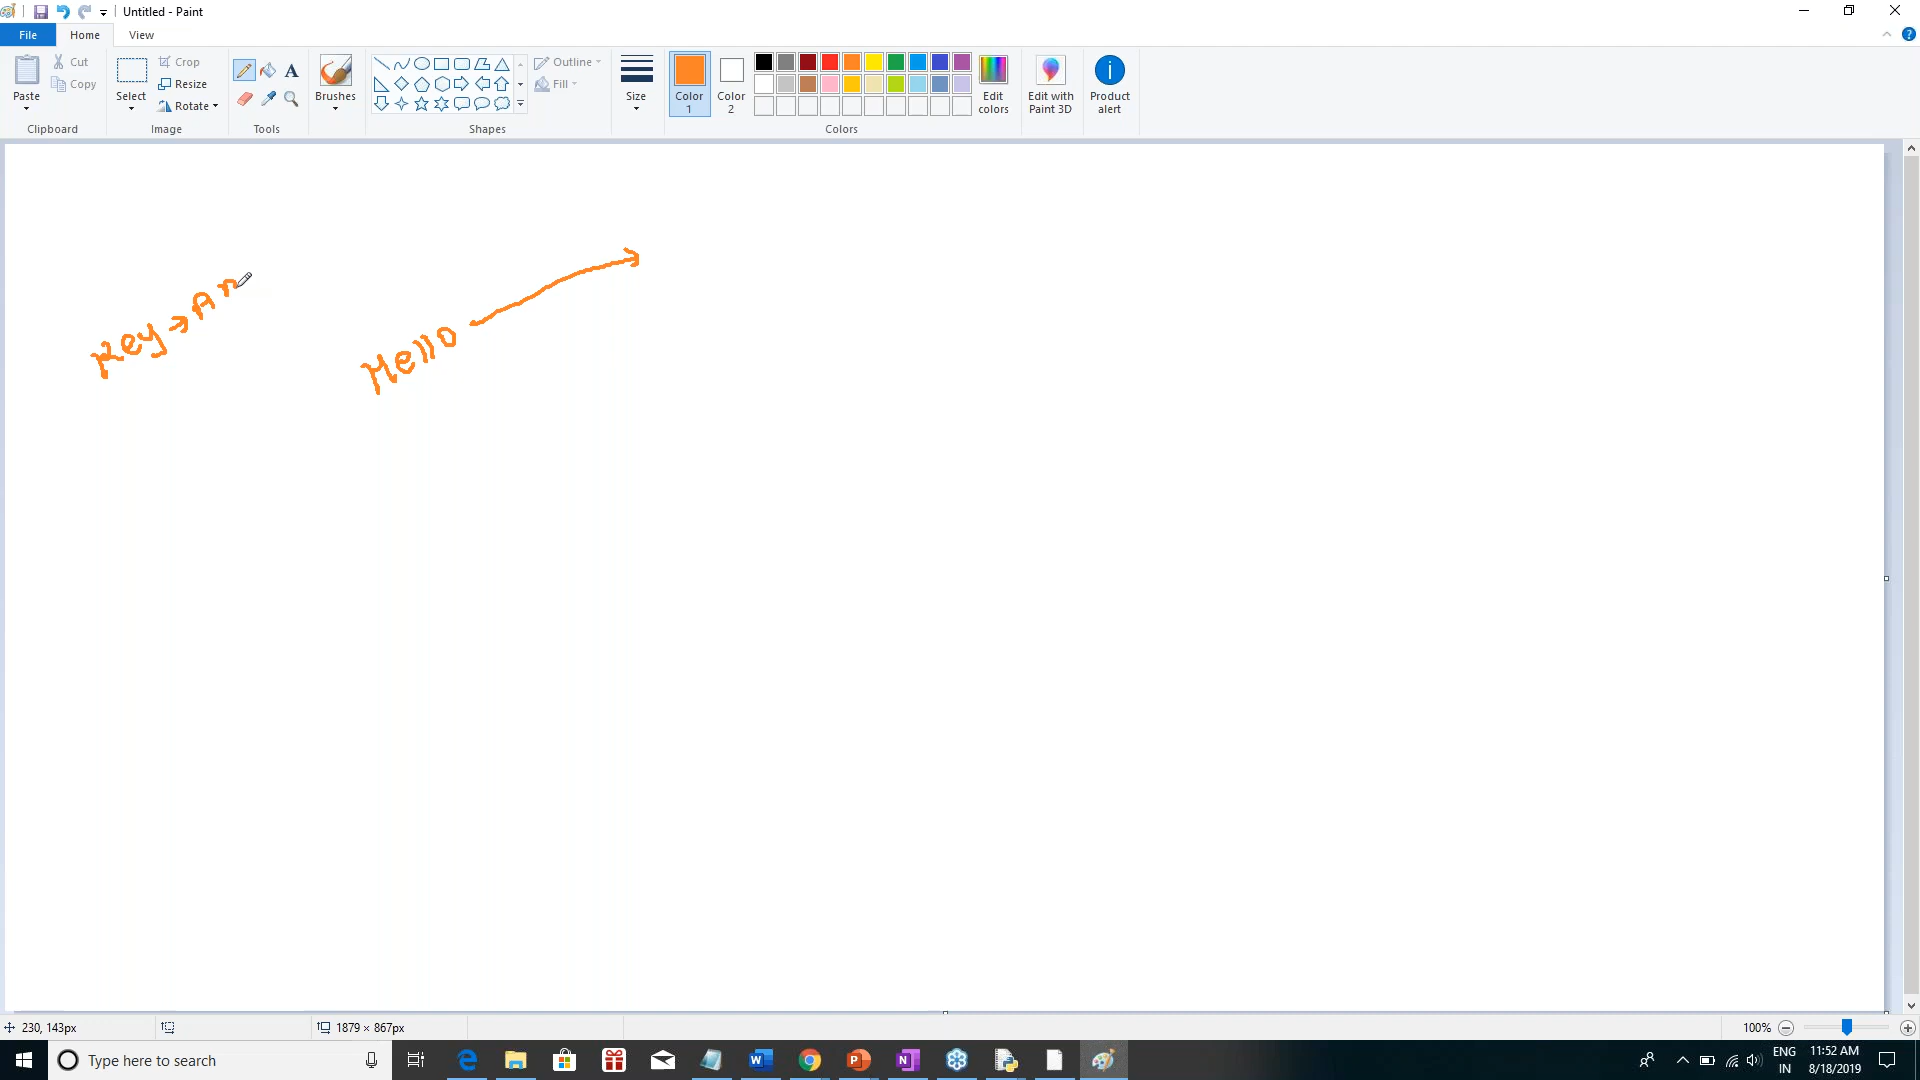 Untitled - Paint
File Home View
Paste Cut Copy Clipboard
Select Crop Resize Rotate Image
A Tools
Brushes
Shapes Outline Fill
Size
Color 1 Color 2 Edit colors Colors
Edit with Paint 3D
Product alert
Key → An
Hello
230, 143px 1879 × 867px 100%
Type here to search
ENG IN
11:52 AM
8/18/2019